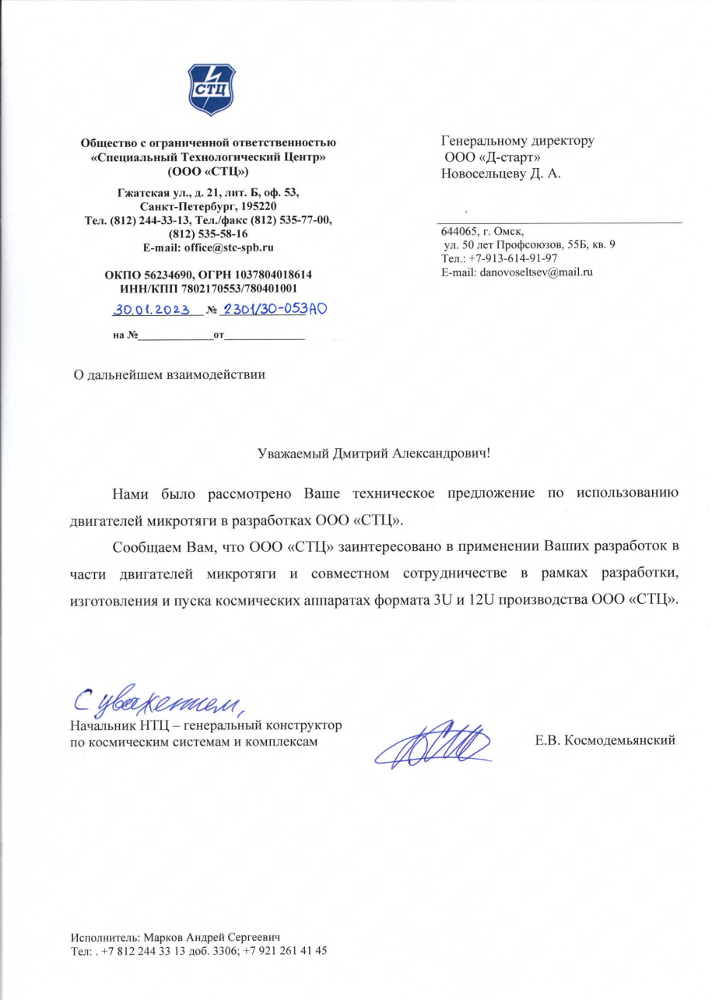 СТЦ
Общество с ограниченной ответственностью
«Специальный Технологический Центр»
(ООО «СТЦ»)
Гжатская ул., д. 21, лит. Б, оф. 53,
Санкт-Петербург, 195220
Тел. (812) 244-33-13, Тел./факс (812) 535-77-00,
(812) 535-58-16
E-mail: office@stc-spb.ru
ОКПО 56234690, ОГРН 1037804018614
ИНН/КПП 7802170553/780401001
30.01.2023 № 2301/30-053АО
на №______________от_______________
Генеральному директору
ООО «Д-старт»
Новосельцеву Д. А.
644065, г. Омск,
ул. 50 лет Профсоюзов, 55Б, кв. 9
Тел.: +7-913-614-91-97
E-mail: danovoseltsev@mail.ru
О дальнейшем взаимодействии
Уважаемый Дмитрий Александрович!
Нами было рассмотрено Ваше техническое предложение по использованию
двигателей микротяги в разработках ООО «СТЦ».
Сообщаем Вам, что ООО «СТЦ» заинтересовано в применении Ваших разработок в
части двигателей микротяги и совместном сотрудничестве в рамках разработки,
изготовления и пуска космических аппаратах формата 3U и 12U производства ООО «СТЦ».
С уважением,
Начальник НТЦ – генеральный конструктор
по космическим системам и комплексам
Е.В. Космодемьянский
Исполнитель: Марков Андрей Сергеевич
Тел: . +7 812 244 33 13 доб. 3306; +7 921 261 41 45